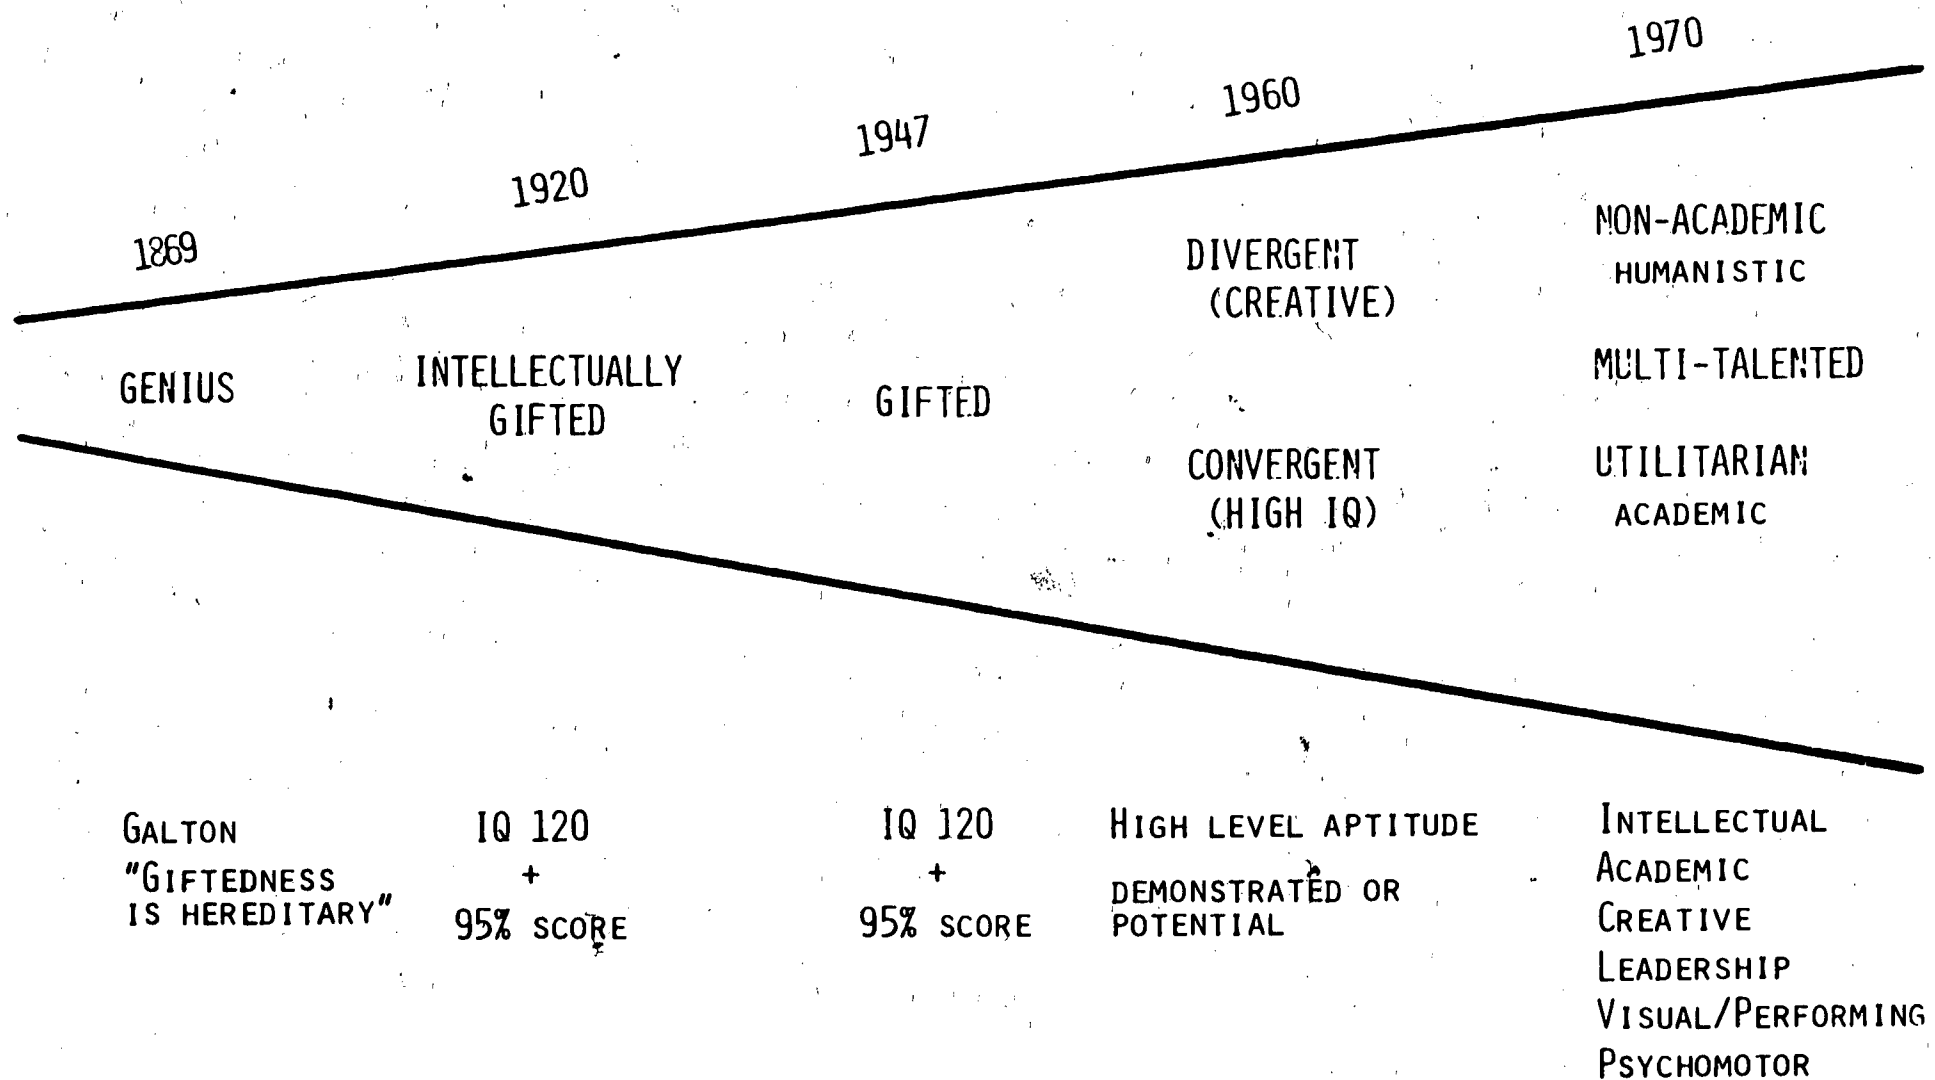 1869
1920
1947
1960
1970
GENIUS
INTELLECTUALLY
GIFTED
GIFTED
DIVERGENT
(CREATIVE)
CONVERGENT
(HIGH IQ)
NON-ACADEMIC
HUMANISTIC
MULTI-TALENTED
UTILITARIAN
ACADEMIC
GALTON
"GIFTEDNESS
IS HEREDITARY"
IQ 120
+
95% SCORE
IQ 120
+
95% SCORE
HIGH LEVEL APTITUDE
DEMONSTRATED OR
POTENTIAL
INTELLECTUAL
ACADEMIC
CREATIVE
LEADERSHIP
VISUAL/PERFORMING
PSYCHOMOTOR